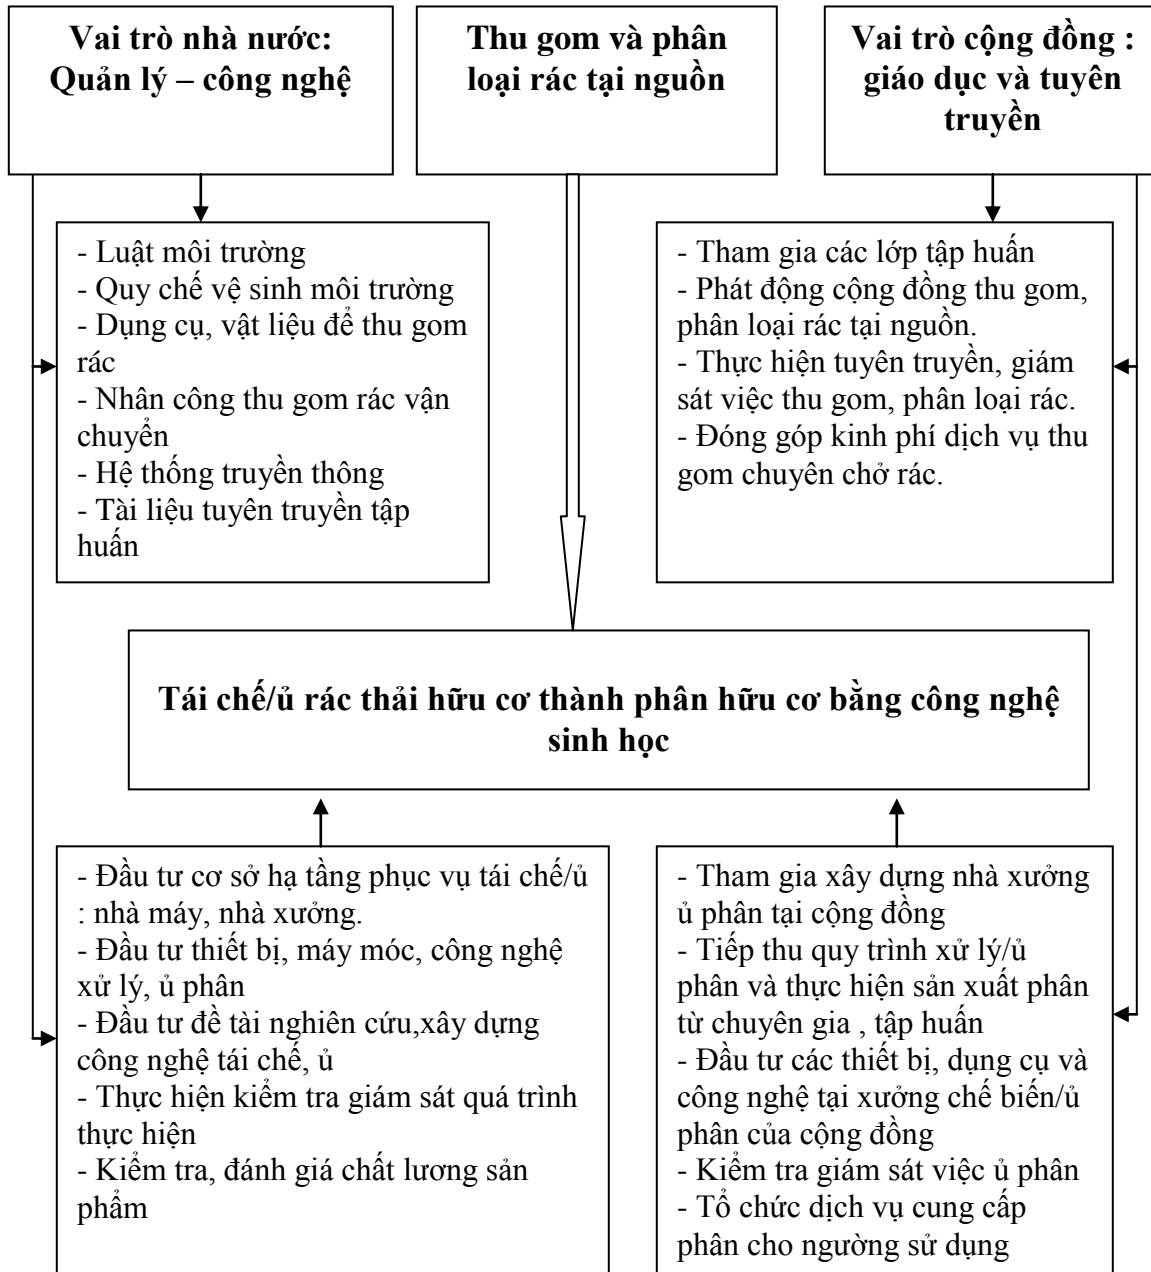 Vai trò nhà nước:
Quản lý – công nghệ
Thu gom và phân
loại rác tại nguồn
Vai trò cộng đồng :
giáo dục và tuyên
truyền
- Luật môi trường
- Quy chế vệ sinh môi trường
- Dụng cụ, vật liệu để thu gom
rác
- Nhân công thu gom rác vận
chuyển
- Hệ thống truyền thông
- Tài liệu tuyên truyền tập
huấn
- Tham gia các lớp tập huấn
- Phát động cộng đồng thu gom,
phân loại rác tại nguồn.
- Thực hiện tuyên truyền, giám
sát việc thu gom, phân loại rác.
- Đóng góp kinh phí dịch vụ thu
gom chuyên chở rác.
Tái chế/ủ rác thải hữu cơ thành phân hữu cơ bằng công nghệ
sinh học
- Đầu tư cơ sở hạ tầng phục vụ tái chế/ủ
: nhà máy, nhà xưởng.
- Đầu tư thiết bị, máy móc, công nghệ
xử lý, ủ phân
- Đầu tư đề tài nghiên cứu,xây dựng
công nghệ tái chế, ủ
- Thực hiện kiểm tra giám sát quá trình
thực hiện
- Kiểm tra, đánh giá chất lương sản
phẩm
- Tham gia xây dựng nhà xưởng
ủ phân tại cộng đồng
- Tiếp thu quy trình xử lý/ủ
phân và thực hiện sản xuất phân
từ chuyên gia , tập huấn
- Đầu tư các thiết bị, dụng cụ và
công nghệ tại xưởng chế biến/ủ
phân của cộng đồng
- Kiểm tra giám sát việc ủ phân
- Tổ chức dịch vụ cung cấp
phân cho ngường sử dụng